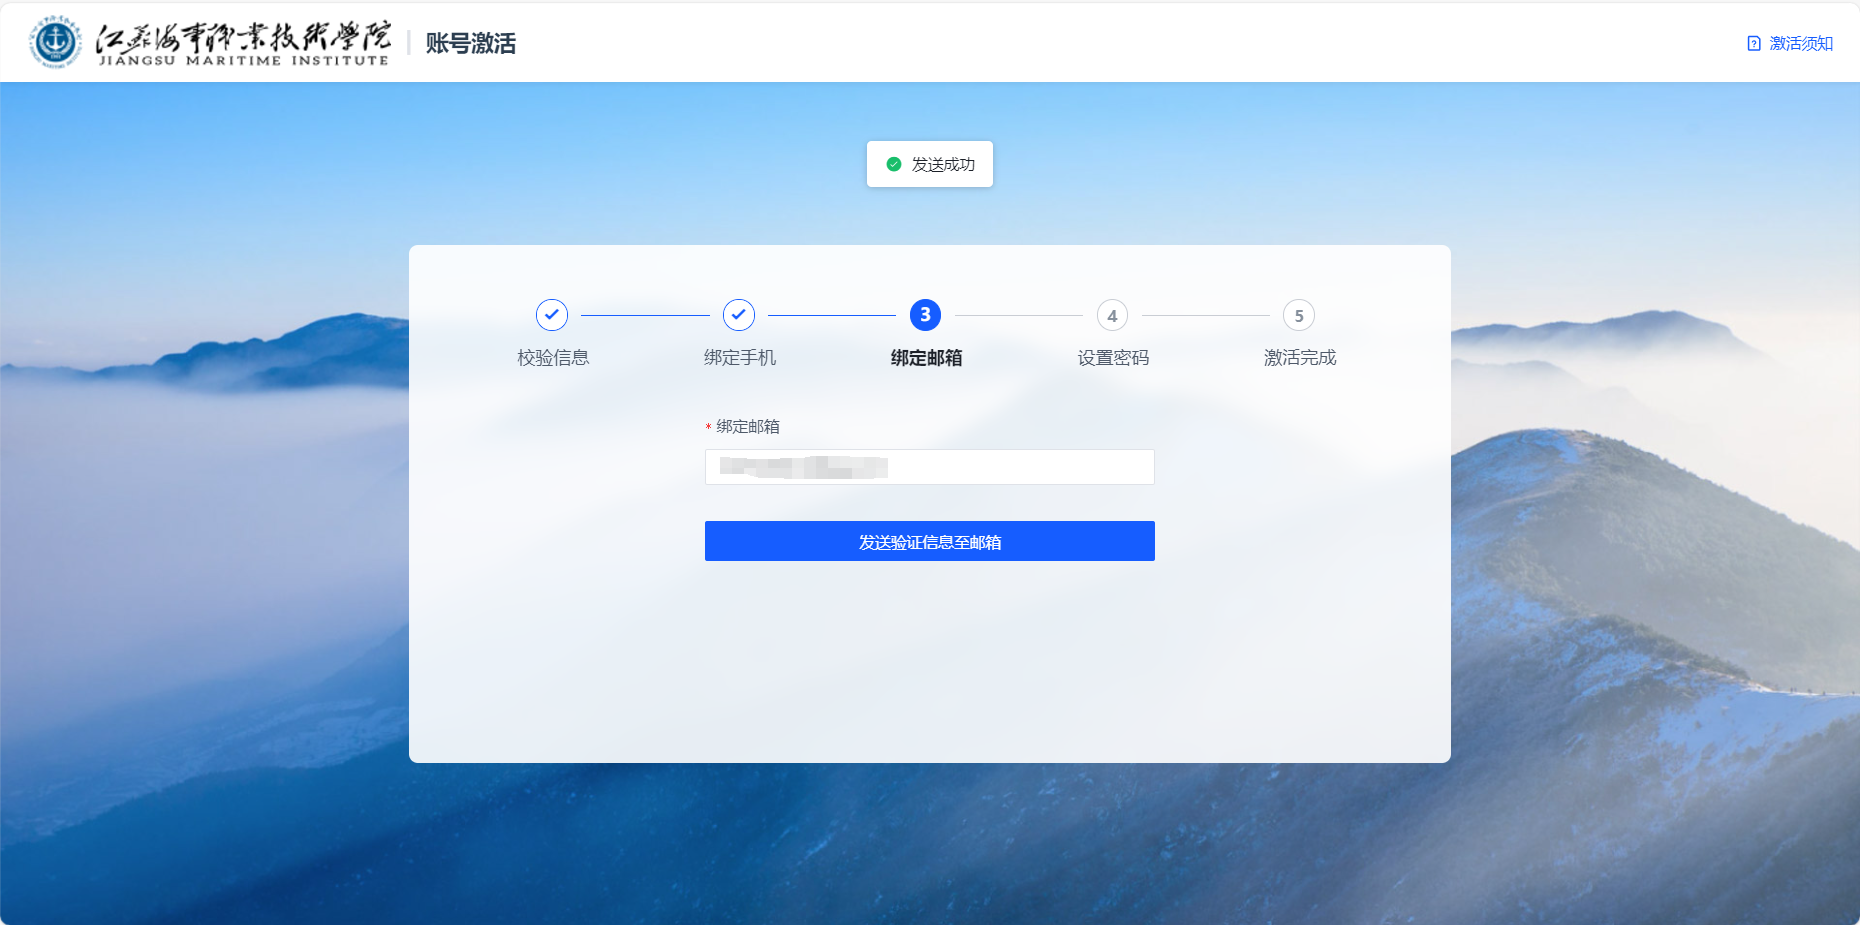 江苏海事职业技术学院
JIANGSU MARITIME INSTITUTE
账号激活
激活须知
发送成功
3
4
5
校验信息
绑定手机
绑定邮箱
设置密码
激活完成
* 绑定邮箱
发送验证信息至邮箱